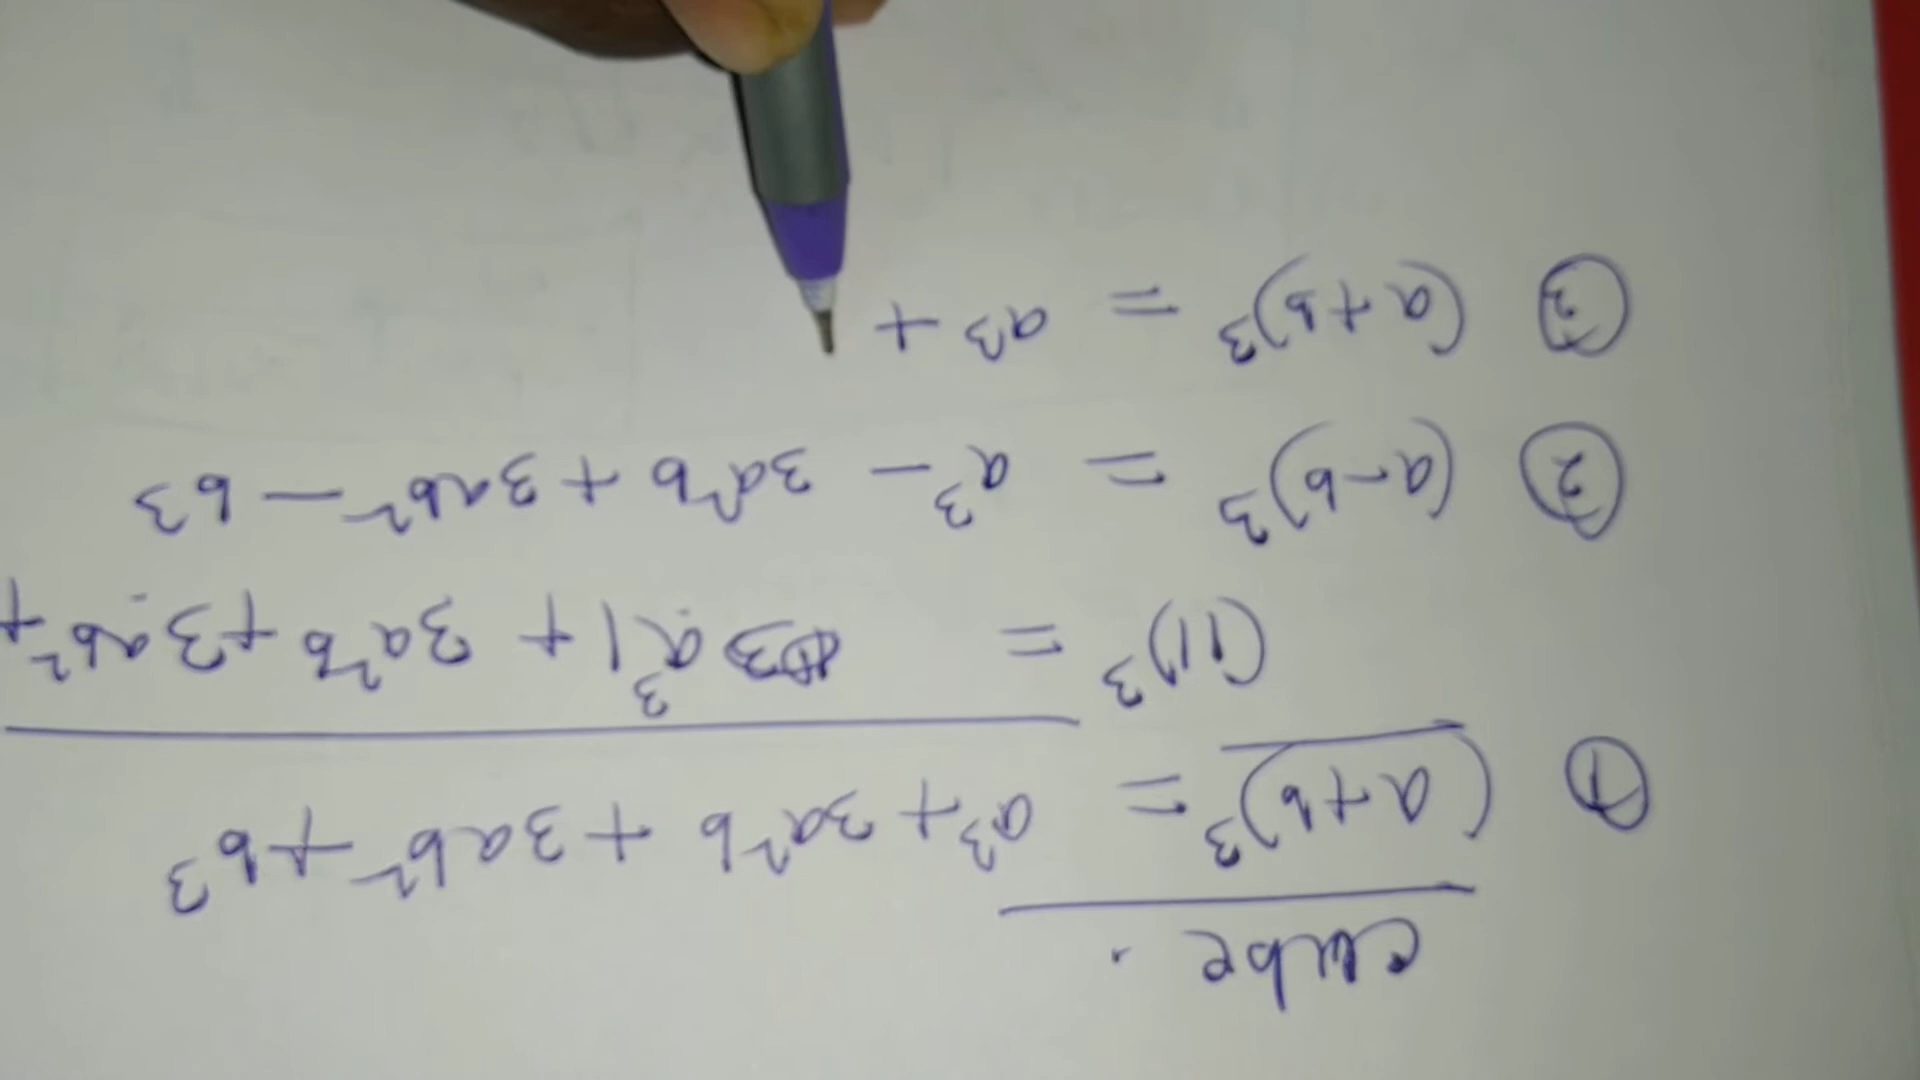 cube.
① (a+b)³ = a³ + 3a²b + 3ab² + b³
(11)³ = a³ + 3a²b + 3ab² +
② (a-b)³ = a³ - 3a²b + 3ab² - b³
③ (a+b)³ = a³ +